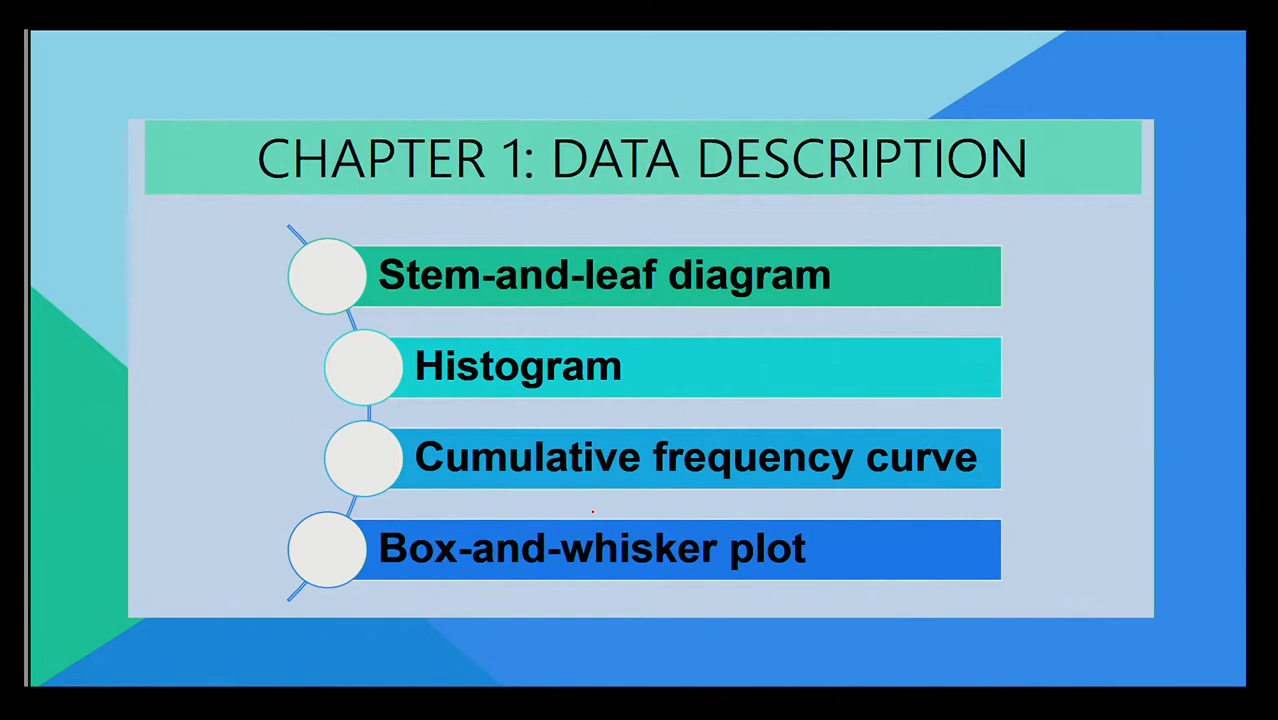 CHAPTER 1: DATA DESCRIPTION
Stem-and-leaf diagram
Histogram
Cumulative frequency curve
Box-and-whisker plot